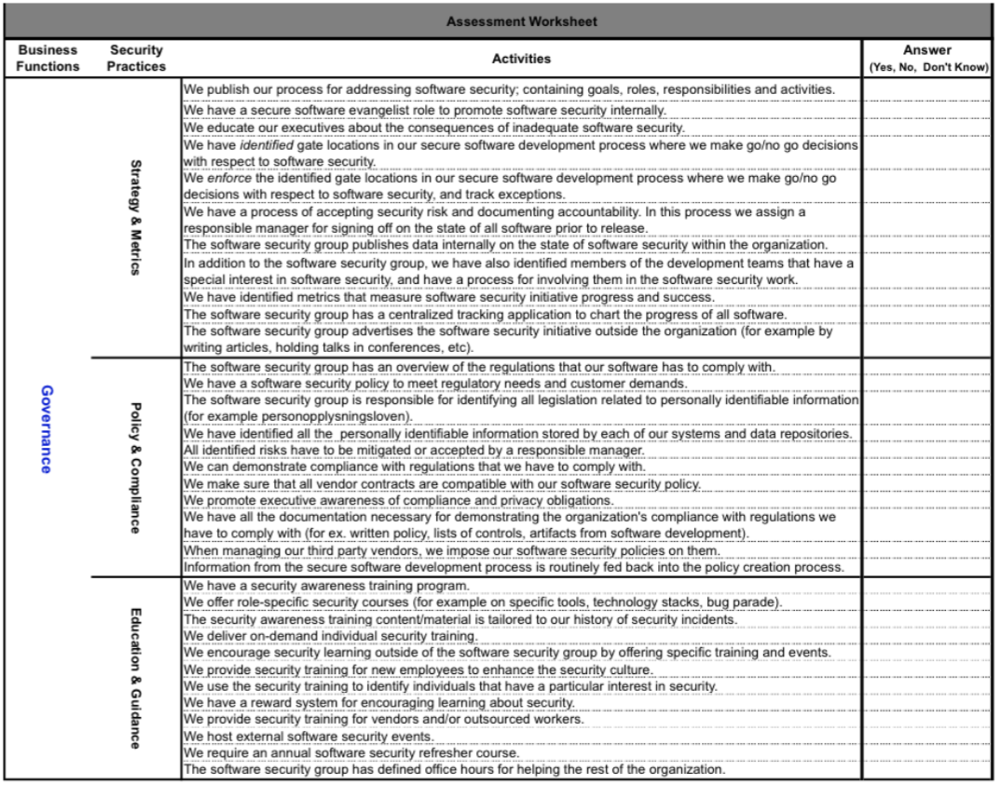 Assessment Worksheet
Business Functions
Security Practices
Activities
Answer
(Yes, No, Don't Know)
Governance
Strategy & Metrics
We publish our process for addressing software security; containing goals, roles, responsibilities and activities.
We have a secure software evangelist role to promote software security internally.
We educate our executives about the consequences of inadequate software security.
We have identified gate locations in our secure software development process where we make go/no go decisions
with respect to software security.
We enforce the identified gate locations in our secure software development process where we make go/no go
decisions with respect to software security, and track exceptions.
We have a process of accepting security risk and documenting accountability. In this process we assign a
responsible manager for signing off on the state of all software prior to release.
The software security group publishes data internally on the state of software security within the organization.
In addition to the software security group, we have also identified members of the development teams that have a
special interest in software security, and have a process for involving them in the software security work.
We have identified metrics that measure software security initiative progress and success.
The software security group has a centralized tracking application to chart the progress of all software.
The software security group advertises the software security initiative outside the organization (for example by
writing articles, holding talks in conferences, etc).
Policy & Compliance
The software security group has an overview of the regulations that our software has to comply with.
We have a software security policy to meet regulatory needs and customer demands.
The software security group is responsible for identifying all legislation related to personally identifiable information
(for example personopplysningsloven).
We have identified all the personally identifiable information stored by each of our systems and data repositories.
All identified risks have to be mitigated or accepted by a responsible manager.
We can demonstrate compliance with regulations that we have to comply with.
We make sure that all vendor contracts are compatible with our software security policy.
We promote executive awareness of compliance and privacy obligations.
We have all the documentation necessary for demonstrating the organization's compliance with regulations we
have to comply with (for ex. written policy, lists of controls, artifacts from software development).
When managing our third party vendors, we impose our software security policies on them.
Information from the secure software development process is routinely fed back into the policy creation process.
Education & Guidance
We have a security awareness training program.
We offer role-specific security courses (for example on specific tools, technology stacks, bug parade).
The security awareness training content/material is tailored to our history of security incidents.
We deliver on-demand individual security training.
We encourage security learning outside of the software security group by offering specific training and events.
We provide security training for new employees to enhance the security culture.
We use the security training to identify individuals that have a particular interest in security.
We have a reward system for encouraging learning about security.
We provide security training for vendors and/or outsourced workers.
We host external software security events.
We require an annual software security refresher course.
The software security group has defined office hours for helping the rest of the organization.